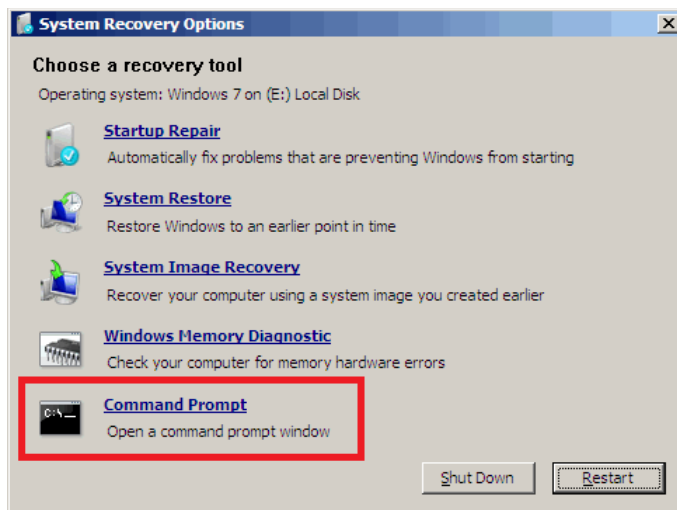 System Recovery Options
Choose a recovery tool
Operating system: Windows 7 on (E:) Local Disk
Startup Repair
Automatically fix problems that are preventing Windows from starting
System Restore
Restore Windows to an earlier point in time
System Image Recovery
Recover your computer using a system image you created earlier
Windows Memory Diagnostic
Check your computer for memory hardware errors
C:\_
Command Prompt
Open a command prompt window
Shut Down Restart